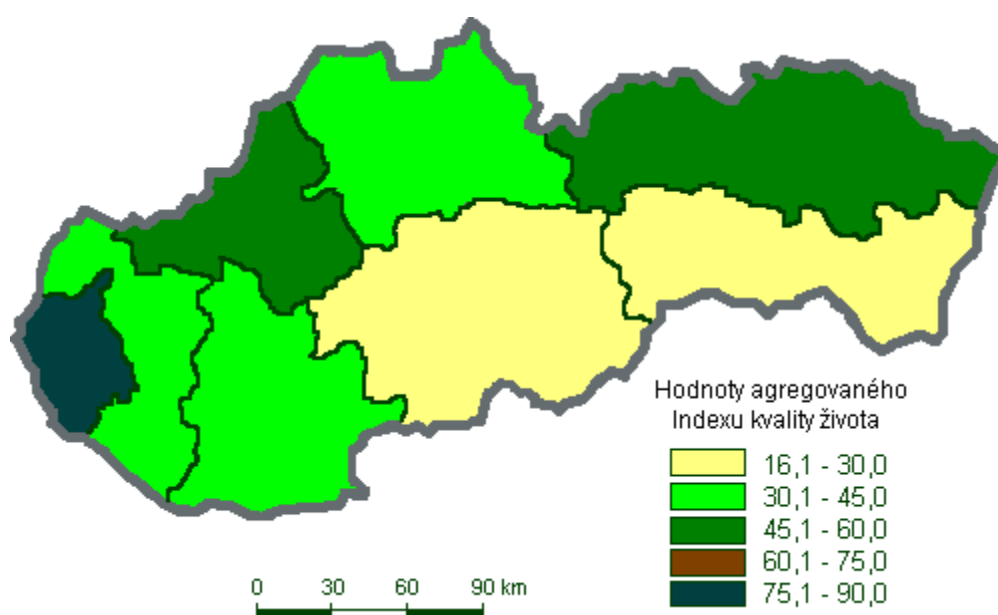 Hodnoty agregovaného
Indexu kvality života
16,1 - 30,0
30,1 - 45,0
45,1 - 60,0
60,1 - 75,0
75,1 - 90,0
0 30 60 90 km